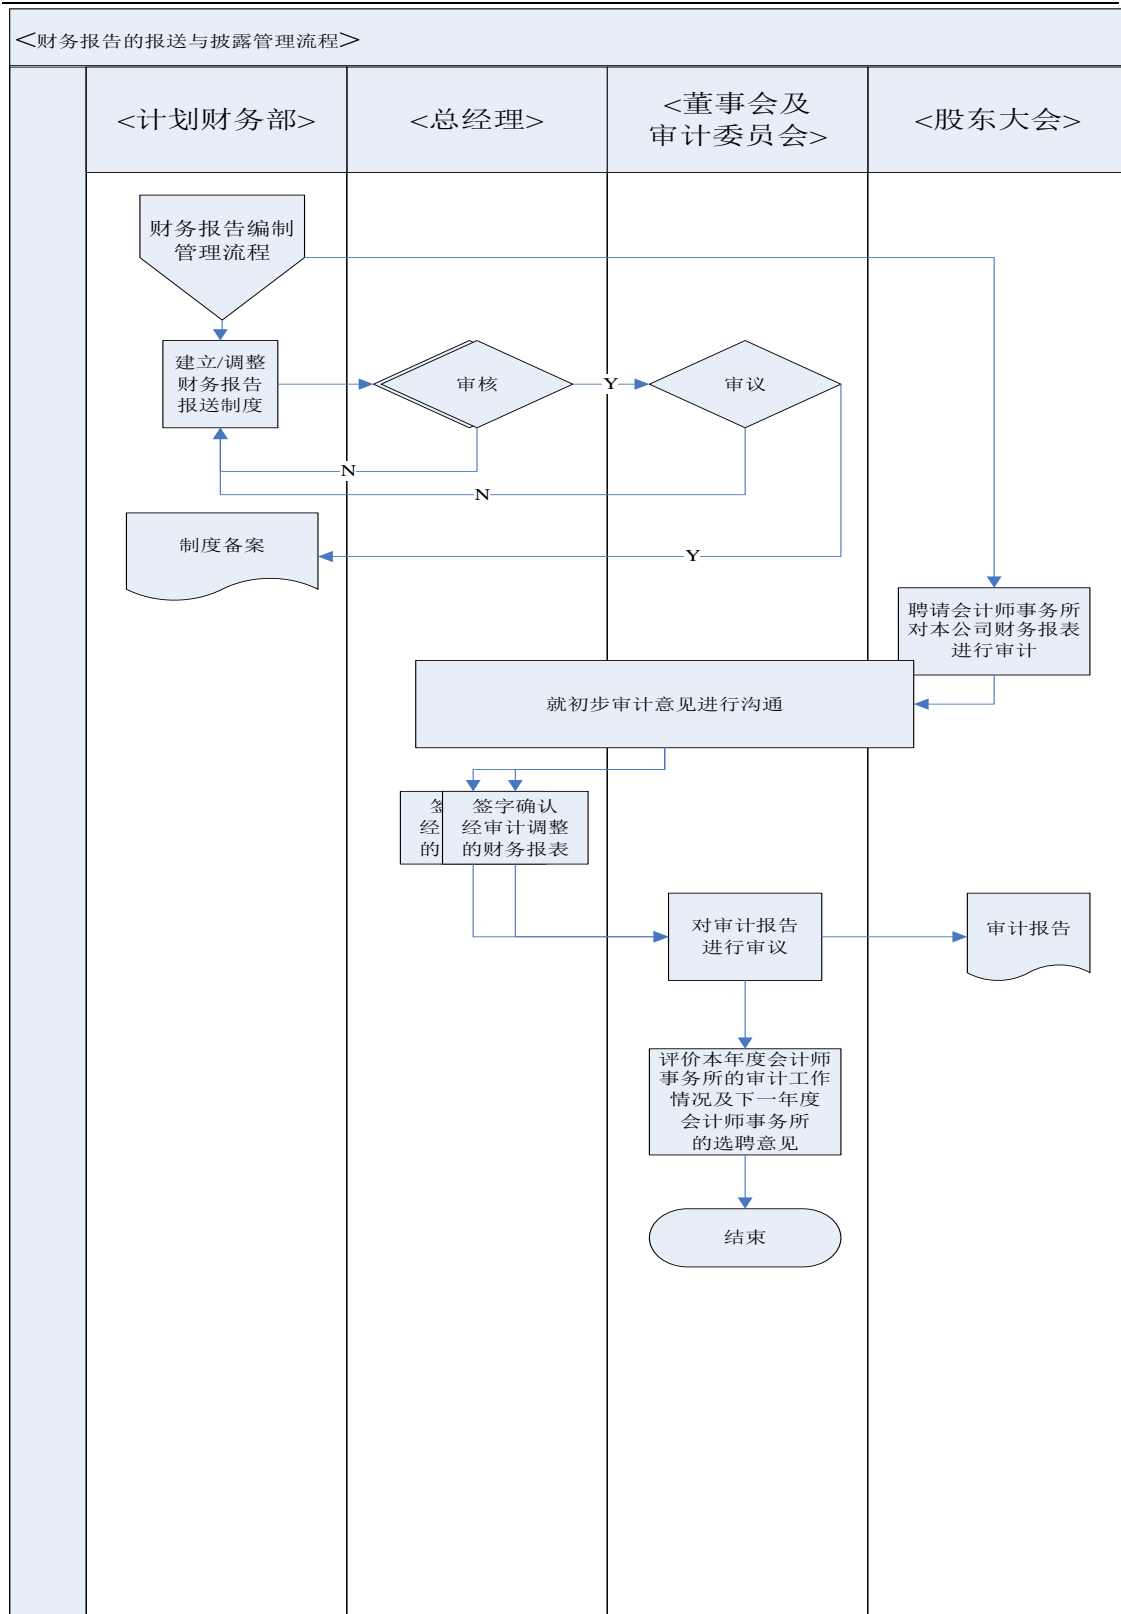 <财务报告的报送与披露管理流程>
<计划财务部>
<总经理>
<董事会及
审计委员会>
<股东大会>
财务报告编制
管理流程
建立/调整
财务报告
报送制度
审核
Y
审议
N
N
制度备案
Y
聘请会计师事务所
对本公司财务报表
进行审计
就初步审计意见进行沟通
经
的
签字确认
经审计调整
的财务报表
对审计报告
进行审议
审计报告
评价本年度会计师
事务所的审计工作
情况及下一年度
会计师事务所
的选聘意见
结束